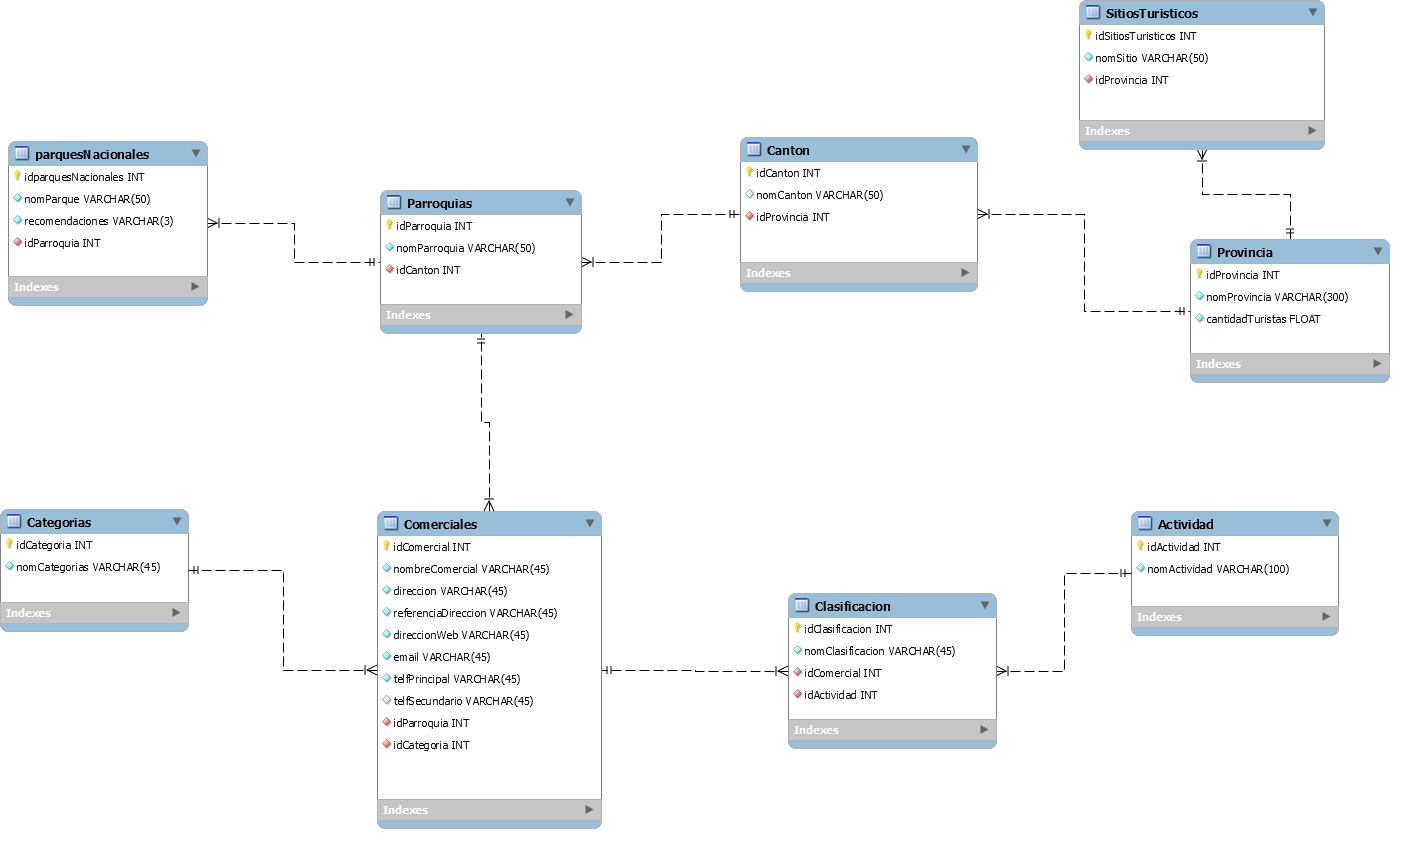 SitiosTuristicos
idSitiosTuristicos INT
nomSitio VARCHAR(50)
idProvincia INT
Indexes
parquesNacionales
idparquesNacionales INT
nomParque VARCHAR(50)
recomendaciones VARCHAR(3)
idParroquia INT
Indexes
Parroquias
idParroquia INT
nomParroquia VARCHAR(50)
idCanton INT
Indexes
Canton
idCanton INT
nomCanton VARCHAR(50)
idProvincia INT
Indexes
Provincia
idProvincia INT
nomProvincia VARCHAR(300)
cantidadTuristas FLOAT
Indexes
Categorias
idCategoria INT
nomCategorias VARCHAR(45)
Indexes
Comerciales
idComercial INT
nombreComercial VARCHAR(45)
direccion VARCHAR(45)
referenciaDireccion VARCHAR(45)
direccionWeb VARCHAR(45)
email VARCHAR(45)
telfPrincipal VARCHAR(45)
telfSecundario VARCHAR(45)
idParroquia INT
idCategoria INT
Indexes
Clasificacion
idClasificacion INT
nomClasificacion VARCHAR(45)
idComercial INT
idActividad INT
Indexes
Actividad
idActividad INT
nomActividad VARCHAR(100)
Indexes